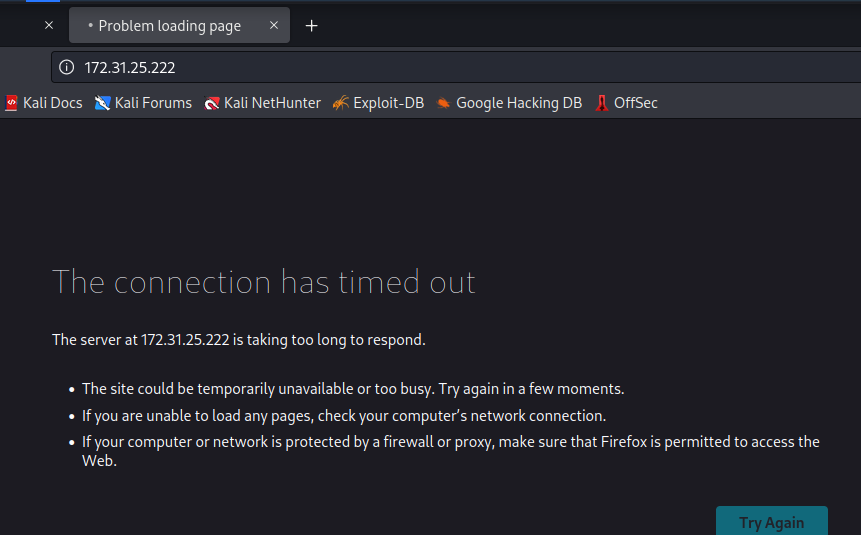 Problem loading page
172.31.25.222
Kali Docs Kali Forums Kali NetHunter Exploit-DB Google Hacking DB OffSec
The connection has timed out
The server at 172.31.25.222 is taking too long to respond.
The site could be temporarily unavailable or too busy. Try again in a few moments.
If you are unable to load any pages, check your computer’s network connection.
If your computer or network is protected by a firewall or proxy, make sure that Firefox is permitted to access the
Web.
Try Again